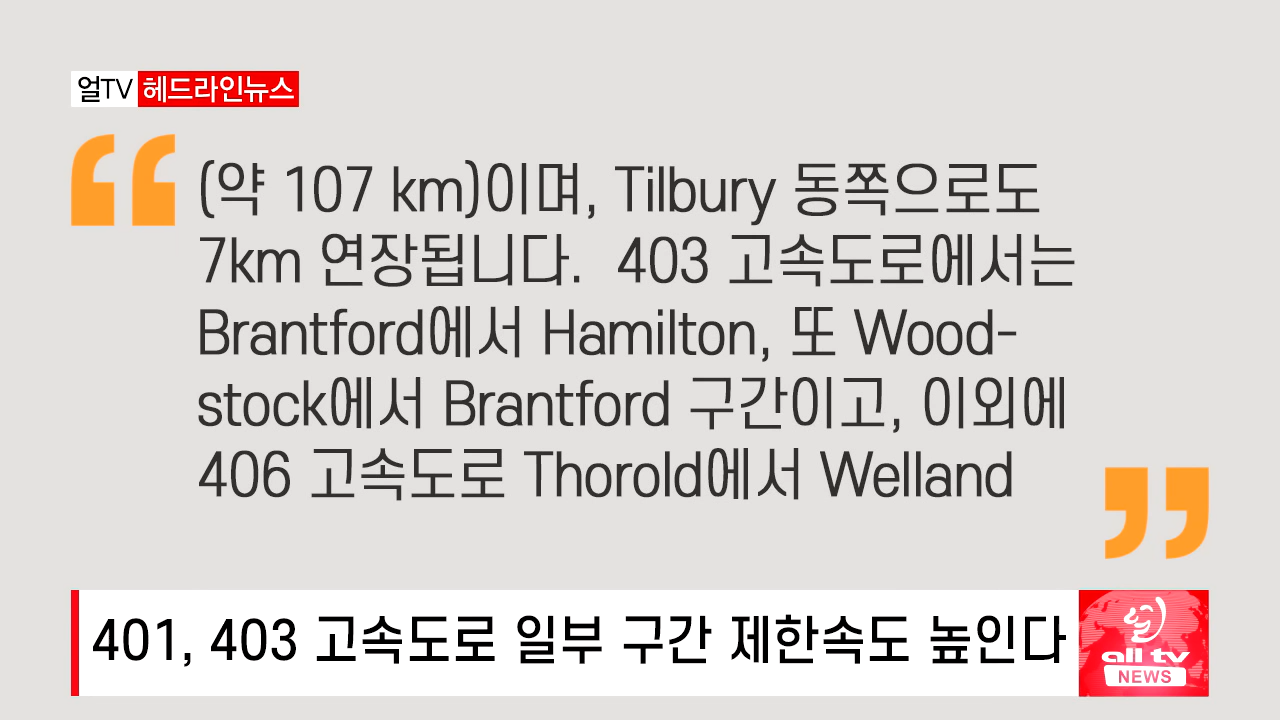 얼TV 헤드라인뉴스
(약 107 km)이며, Tilbury 동쪽으로도
7km 연장됩니다. 403 고속도로에서는
Brantford에서 Hamilton, 또 Wood-
stock에서 Brantford 구간이고, 이외에
406 고속도로 Thorold에서 Welland
401, 403 고속도로 일부 구간 제한속도 높인다
얼
all tv
NEWS